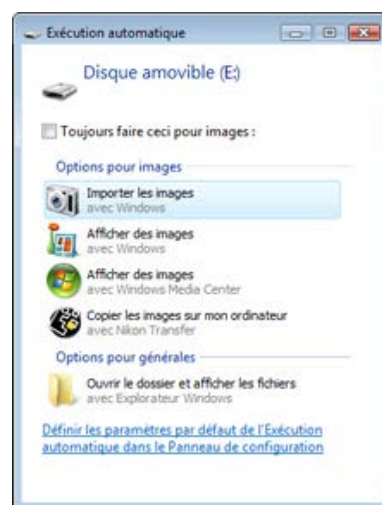 Exécution automatique
Disque amovible (E:)
Toujours faire ceci pour images :
Options pour images
Importer les images
avec Windows
Afficher des images
avec Windows
Afficher des images
avec Windows Media Center
Copier les images sur mon ordinateur
avec Nikon Transfer
Options pour générales
Ouvrir le dossier et afficher les fichiers
avec Explorateur Windows
Définir les paramètres par défaut de l'Exécution
automatique dans le Panneau de configuration